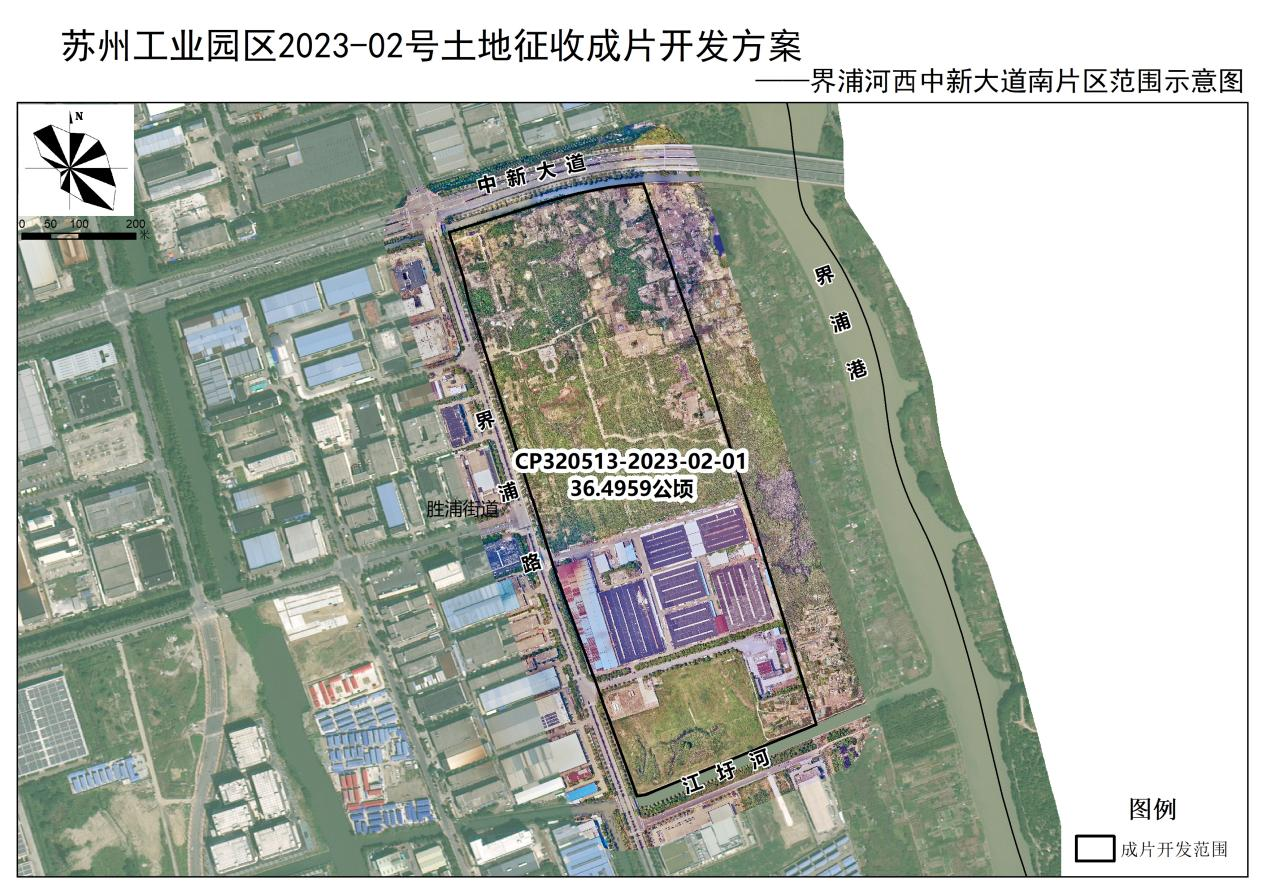 苏州工业园区2023-02号土地征收成片开发方案
——界浦河西中新大道南片区范围示意图
N
0 50 100 200
米
中新大道
界浦港
界浦路
CP320513-2023-02-01
36.4959公顷
胜浦街道
江圩河
图例
成片开发范围